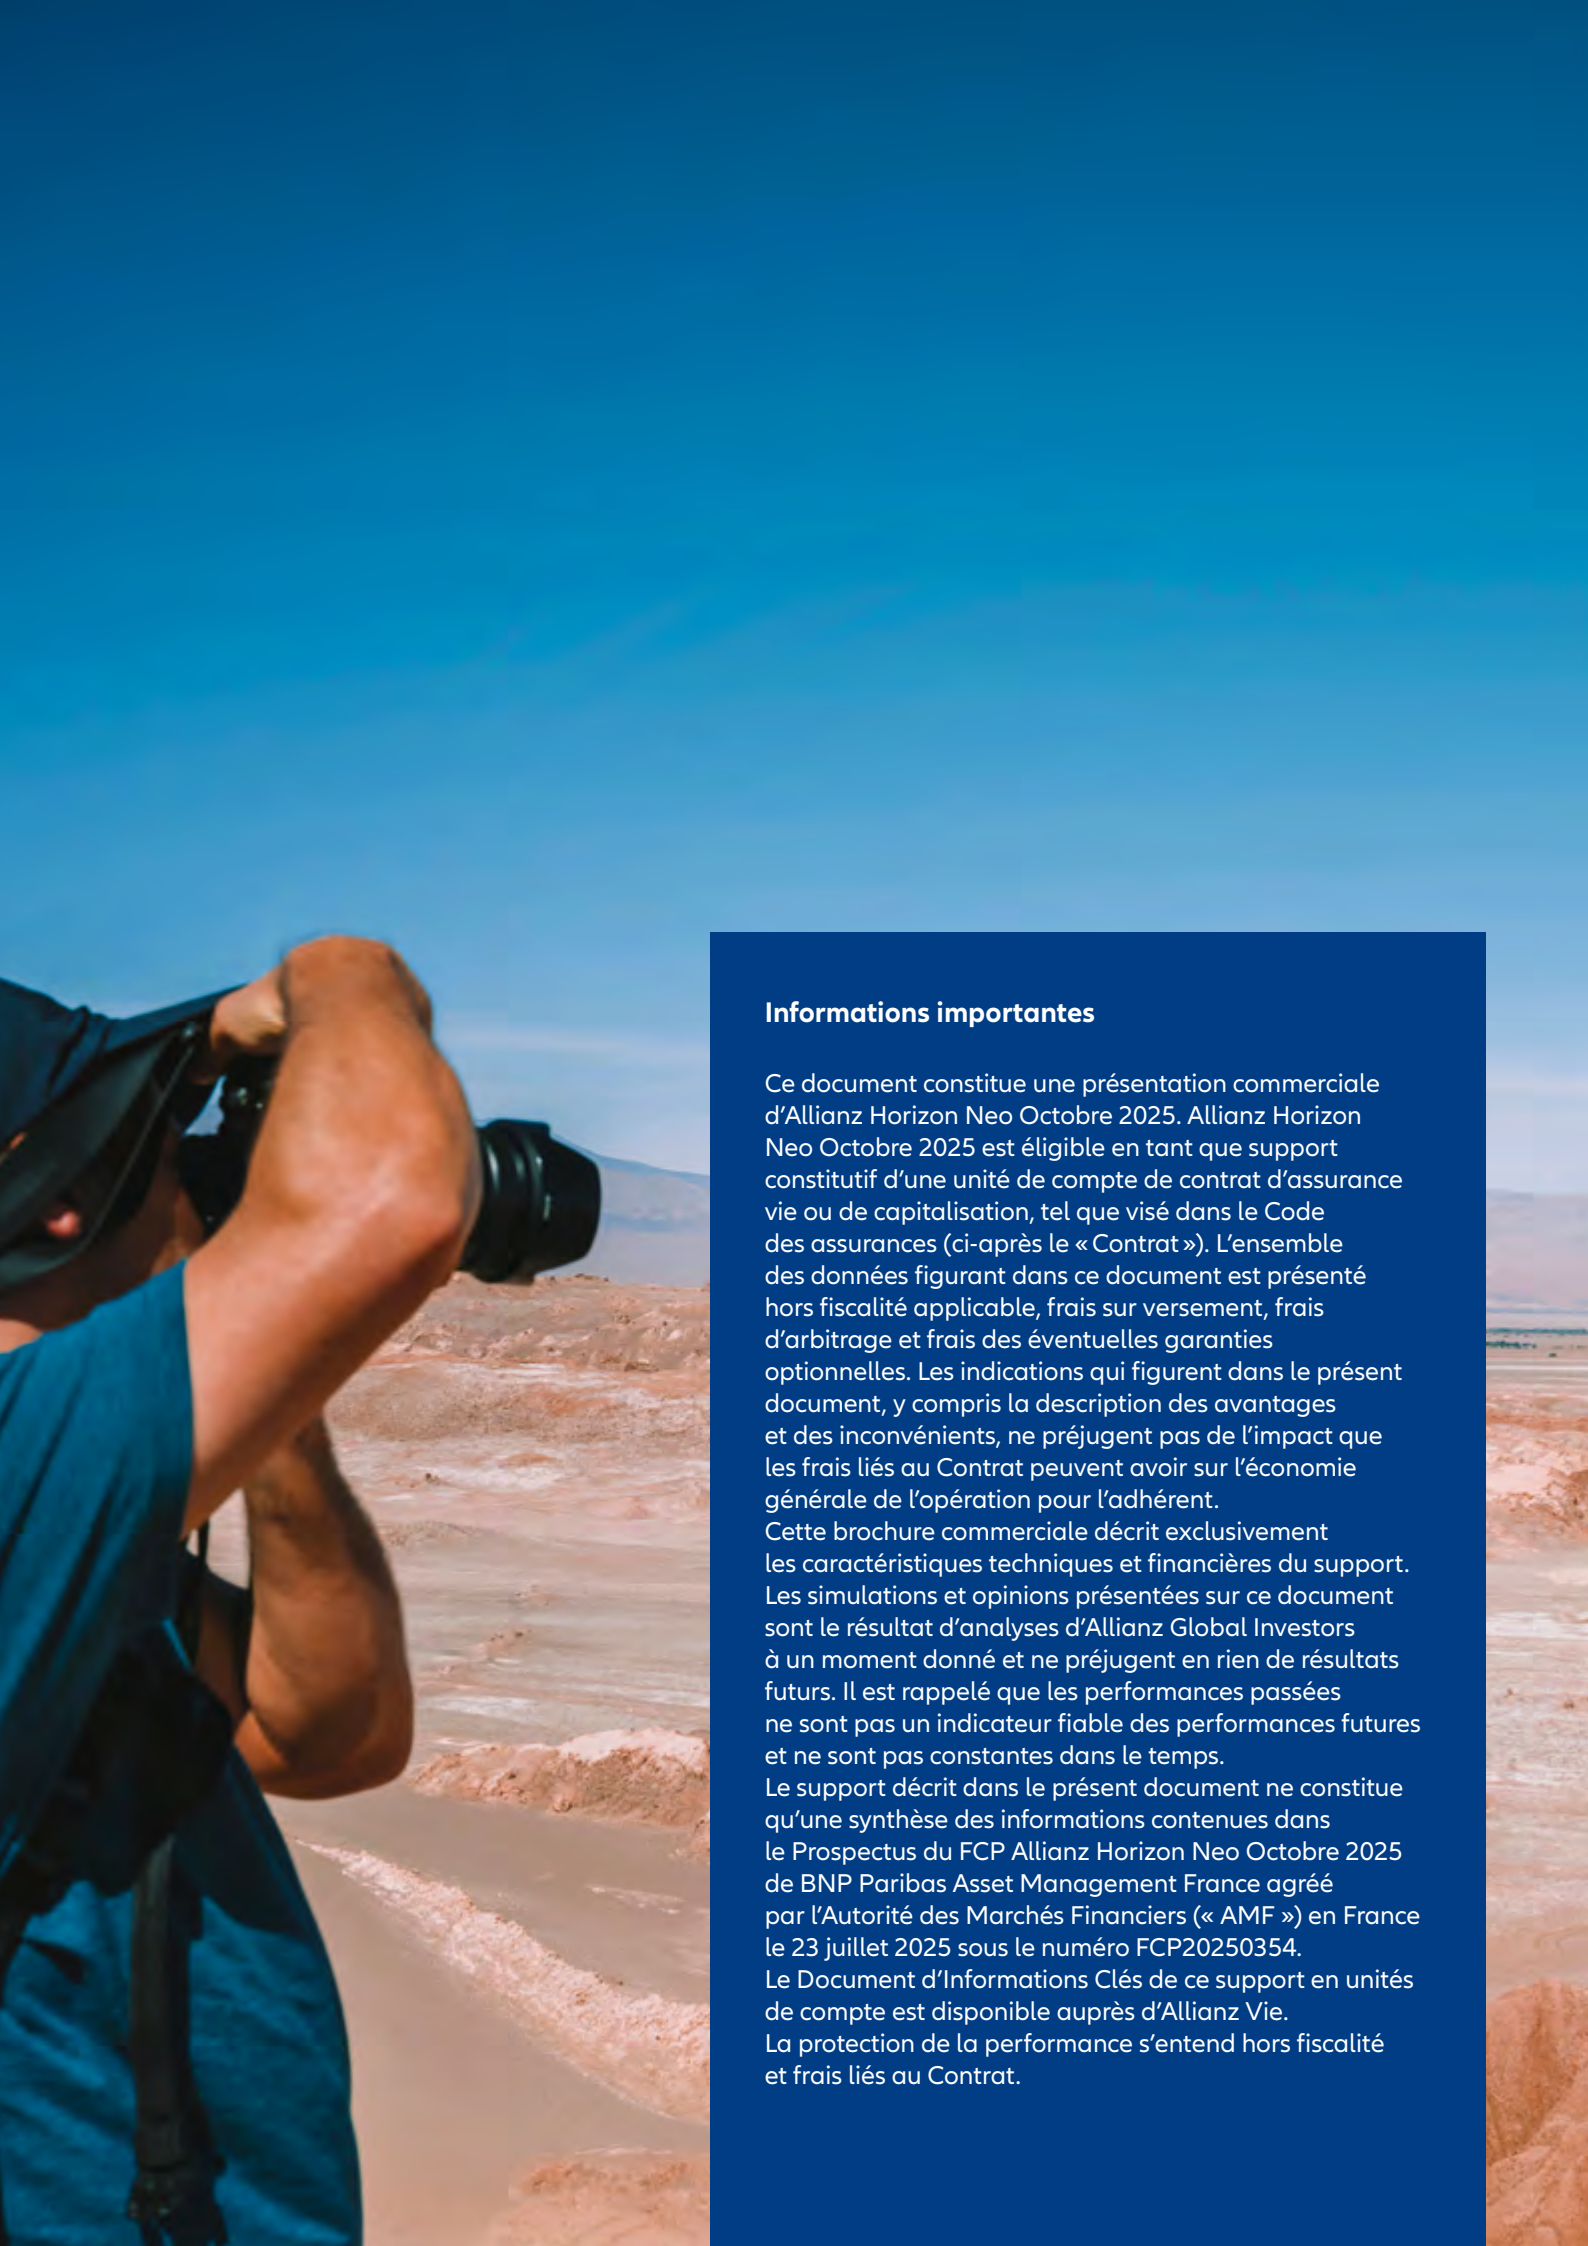 Informations importantes
Ce document constitue une présentation commerciale
d’Allianz Horizon Neo Octobre 2025. Allianz Horizon
Neo Octobre 2025 est éligible en tant que support
constitutif d’une unité de compte de contrat d’assurance
vie ou de capitalisation, tel que visé dans le Code
des assurances (ci-après le « Contrat »). L’ensemble
des données figurant dans ce document est présenté
hors fiscalité applicable, frais sur versement, frais
d’arbitrage et frais des éventuelles garanties
optionnelles. Les indications qui figurent dans le présent
document, y compris la description des avantages
et des inconvénients, ne préjugent pas de l’impact que
les frais liés au Contrat peuvent avoir sur l’économie
générale de l’opération pour l’adhérent.
Cette brochure commerciale décrit exclusivement
les caractéristiques techniques et financières du support.
Les simulations et opinions présentées sur ce document
sont le résultat d’analyses d’Allianz Global Investors
à un moment donné et ne préjugent en rien de résultats
futurs. Il est rappelé que les performances passées
ne sont pas un indicateur fiable des performances futures
et ne sont pas constantes dans le temps.
Le support décrit dans le présent document ne constitue
qu’une synthèse des informations contenues dans
le Prospectus du FCP Allianz Horizon Neo Octobre 2025
de BNP Paribas Asset Management France agréé
par l’Autorité des Marchés Financiers (« AMF ») en France
le 23 juillet 2025 sous le numéro FCP20250354.
Le Document d’Informations Clés de ce support en unités
de compte est disponible auprès d’Allianz Vie.
La protection de la performance s’entend hors fiscalité
et frais liés au Contrat.